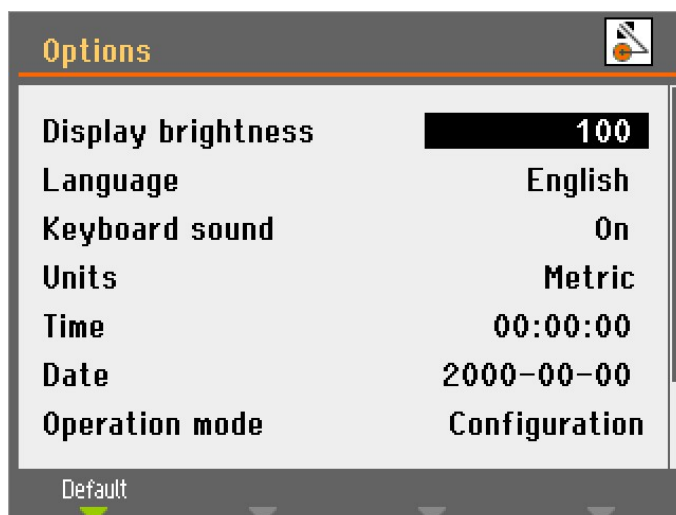 Options
Display brightness 100
Language English
Keyboard sound On
Units Metric
Time 00:00:00
Date 2000-00-00
Operation mode Configuration
Default